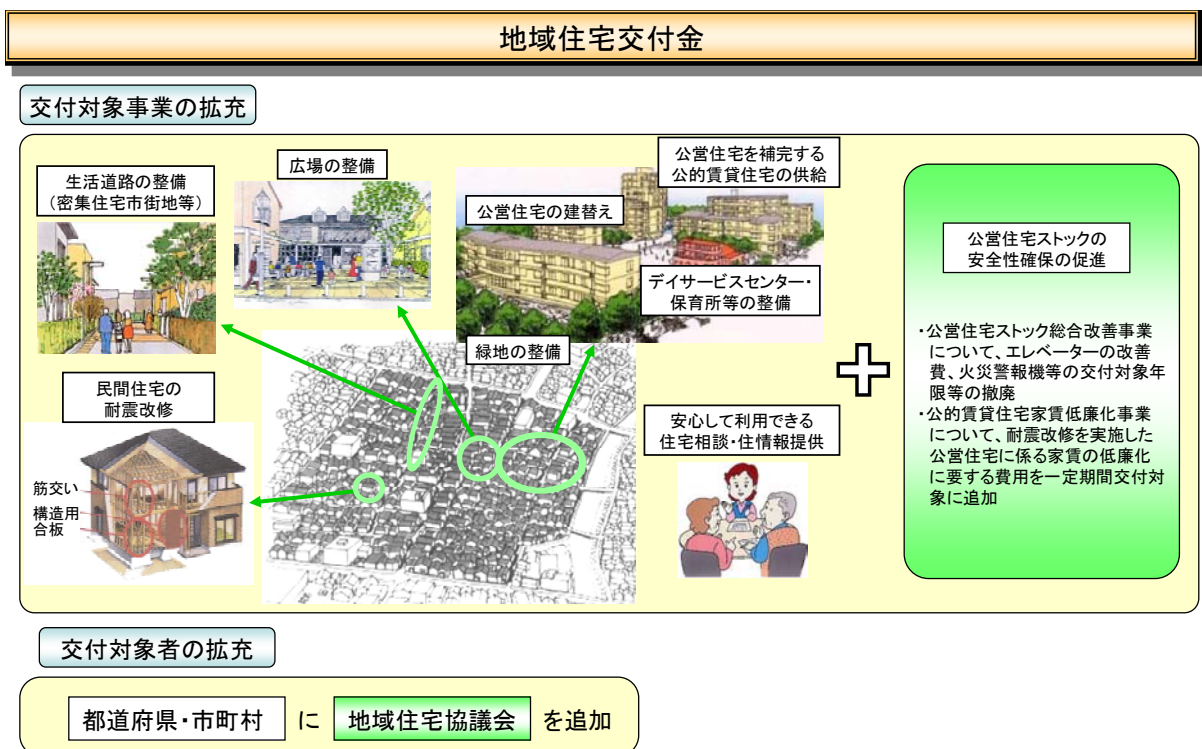 地域住宅交付金
交付対象事業の拡充
生活道路の整備
（密集住宅市街地等）
広場の整備
公営住宅を補完する
公的賃貸住宅の供給
公営住宅の建替え
デイサービスセンター・
保育所等の整備
緑地の整備
民間住宅の
耐震改修
筋交い
構造用
合板
安心して利用できる
住宅相談・住情報提供
公営住宅ストックの
安全性確保の促進
・公営住宅ストック総合改善事業
について、エレベーターの改善
費、火災警報機等の交付対象年
限等の撤廃
・公的賃貸住宅家賃低廉化事業
について、耐震改修を実施した
公営住宅に係る家賃の低廉化
に要する費用を一定期間交付対
象に追加
交付対象者の拡充
都道府県・市町村 に 地域住宅協議会 を追加